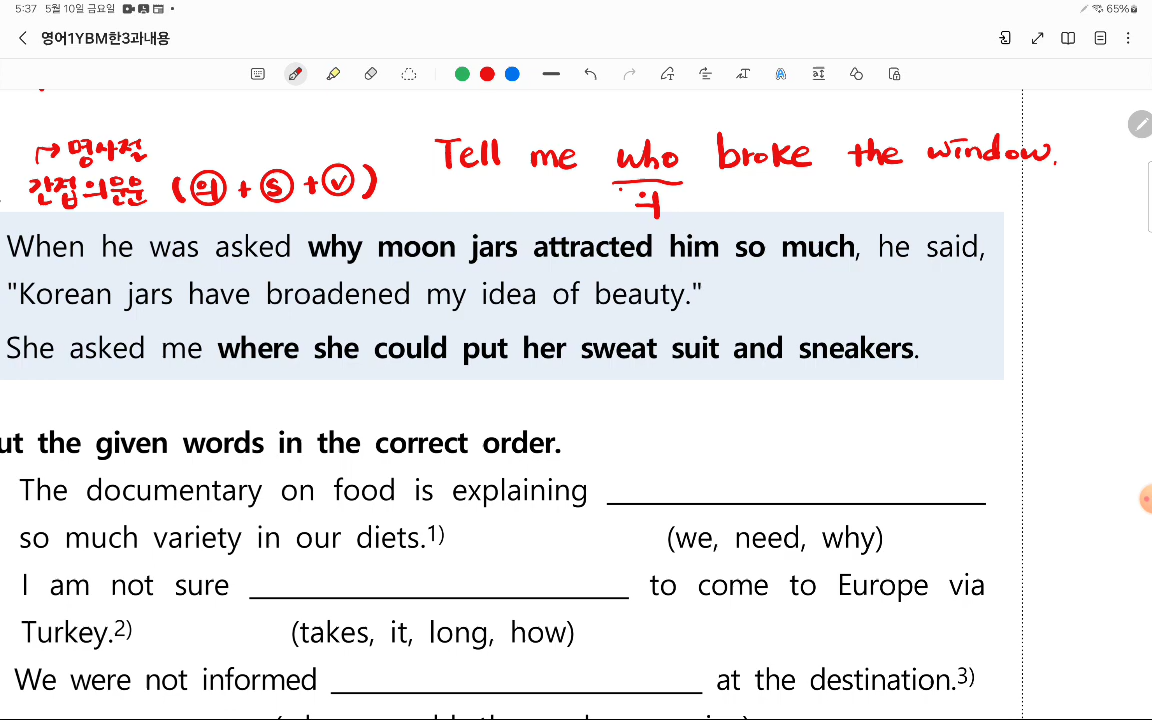 5:37 5월 10일 금요일
65%
영어1YBM한3과내용
↱ 명사절
간접의문문 (의 + S + V)
Tell me who broke the window.
의
When he was asked why moon jars attracted him so much, he said,
"Korean jars have broadened my idea of beauty."
She asked me where she could put her sweat suit and sneakers.
ut the given words in the correct order.
The documentary on food is explaining ____________________
so much variety in our diets.1) (we, need, why)
I am not sure ____________________ to come to Europe via
Turkey.2) (takes, it, long, how)
We were not informed ____________________ at the destination.3)